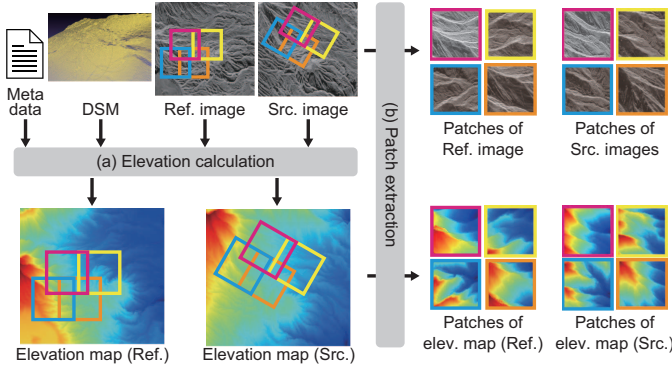 Meta
data
DSM
Ref. image
Src. image
(a) Elevation calculation
(b) Patch extraction
Patches of
Ref. image
Patches of
Src. images
Elevation map (Ref.)
Elevation map (Src.)
Patches of
elev. map (Ref.)
Patches of
elev. map (Src.)